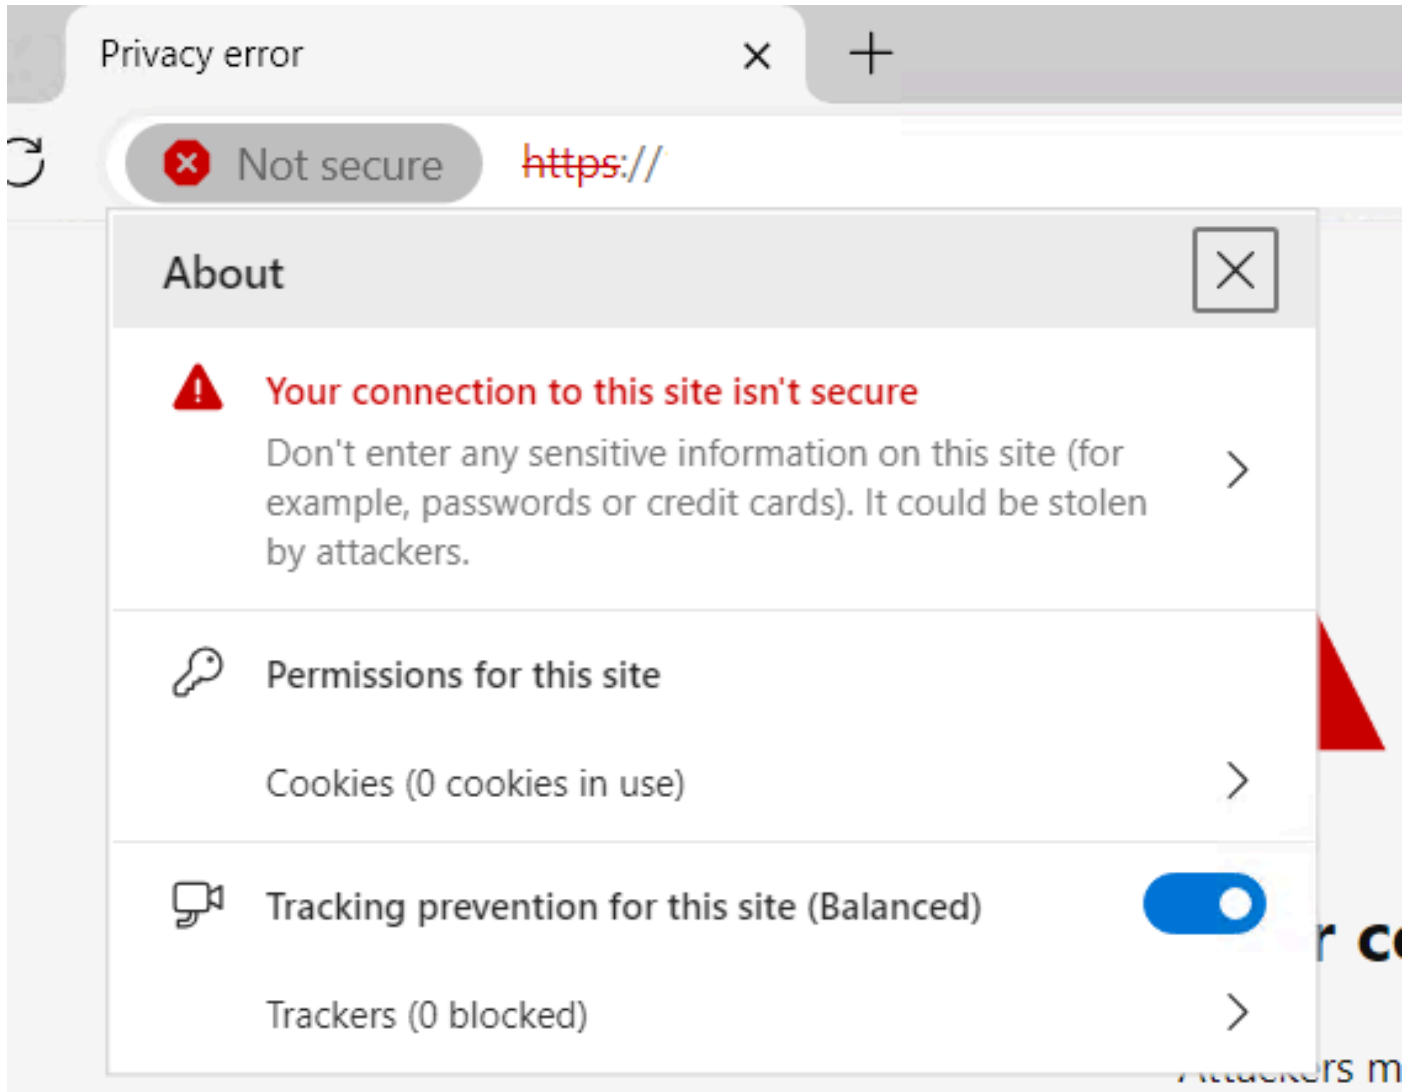 Privacy error
Not secure https://
About
Your connection to this site isn't secure
Don't enter any sensitive information on this site (for
example, passwords or credit cards). It could be stolen
by attackers.
Permissions for this site
Cookies (0 cookies in use)
Tracking prevention for this site (Balanced)
Trackers (0 blocked)